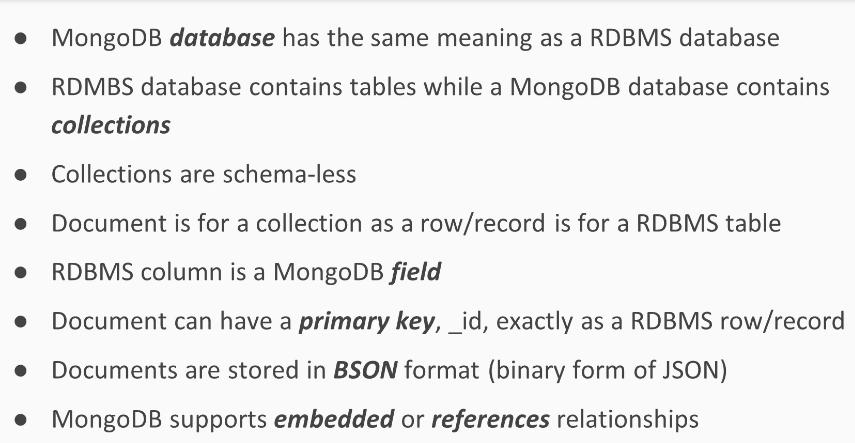 ● MongoDB database has the same meaning as a RDBMS database
● RDMBS database contains tables while a MongoDB database contains
collections
● Collections are schema-less
● Document is for a collection as a row/record is for a RDBMS table
● RDBMS column is a MongoDB field
● Document can have a primary key, _id, exactly as a RDBMS row/record
● Documents are stored in BSON format (binary form of JSON)
● MongoDB supports embedded or references relationships